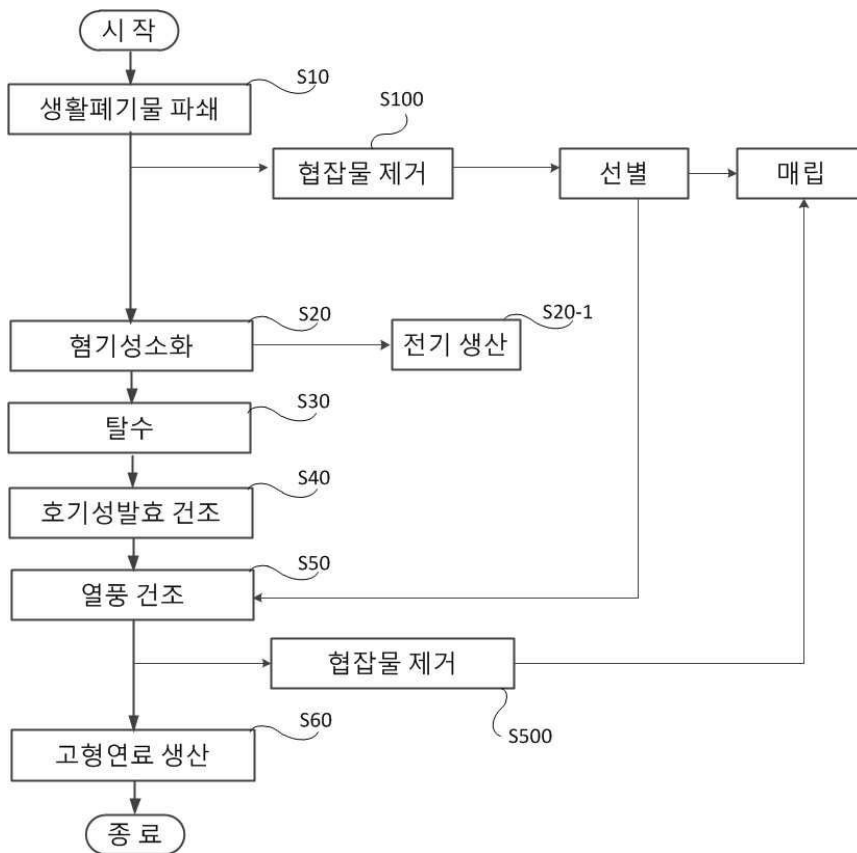 시 작
S10
생활폐기물 파쇄
S100
협잡물 제거
선별
매립
S20
혐기성소화
S20-1
전기 생산
S30
탈수
S40
호기성발효 건조
S50
열풍 건조
협잡물 제거
S500
S60
고형연료 생산
종 료